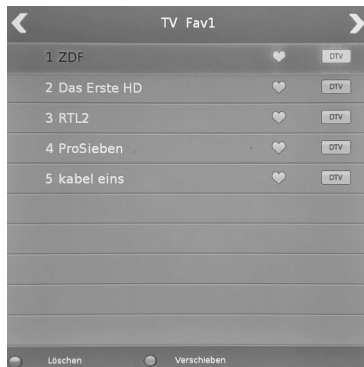 TV Fav1
1 ZDF DTV
2 Das Erste HD DTV
3 RTL2 DTV
4 ProSieben DTV
5 kabel eins DTV
Löschen Verschieben